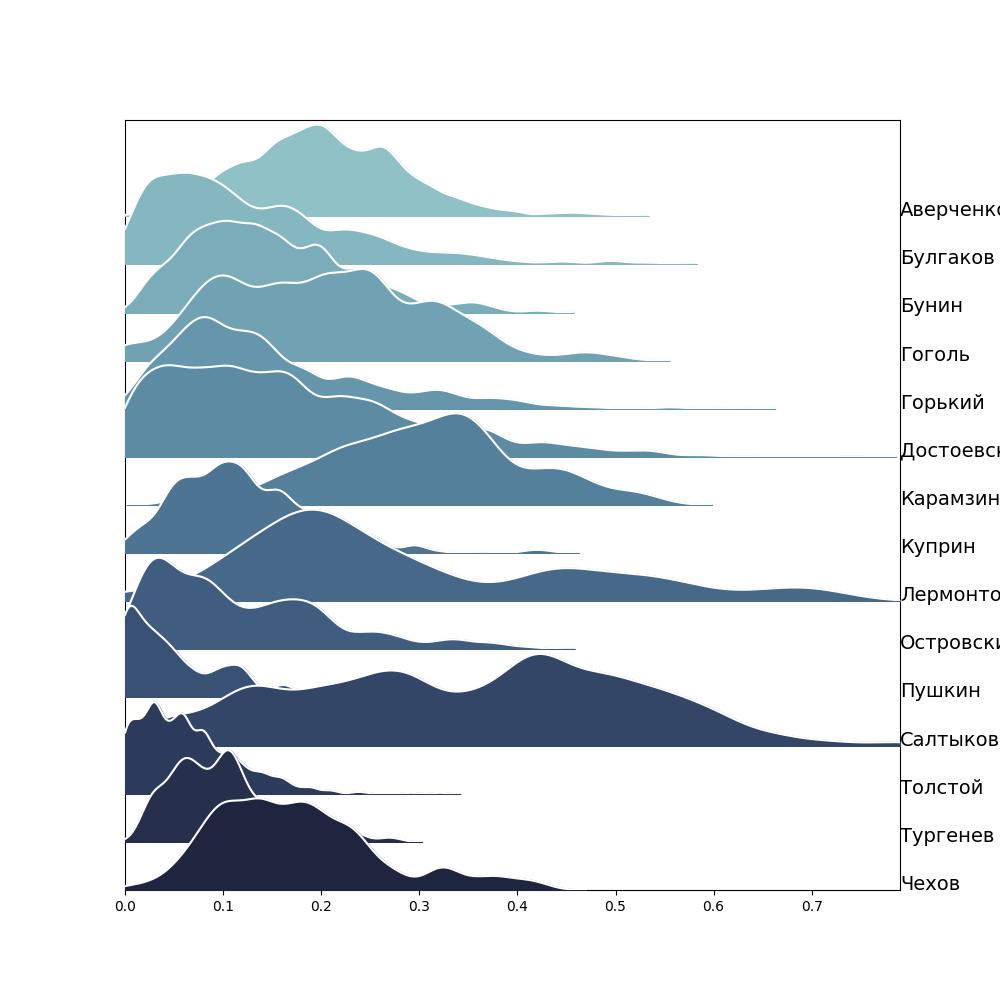 Аверченко
Булгаков
Бунин
Гоголь
Горький
Достоевск
Карамзин
Куприн
Лермонто
Островски
Пушкин
Салтыков
Толстой
Тургенев
Чехов
0.0 0.1 0.2 0.3 0.4 0.5 0.6 0.7